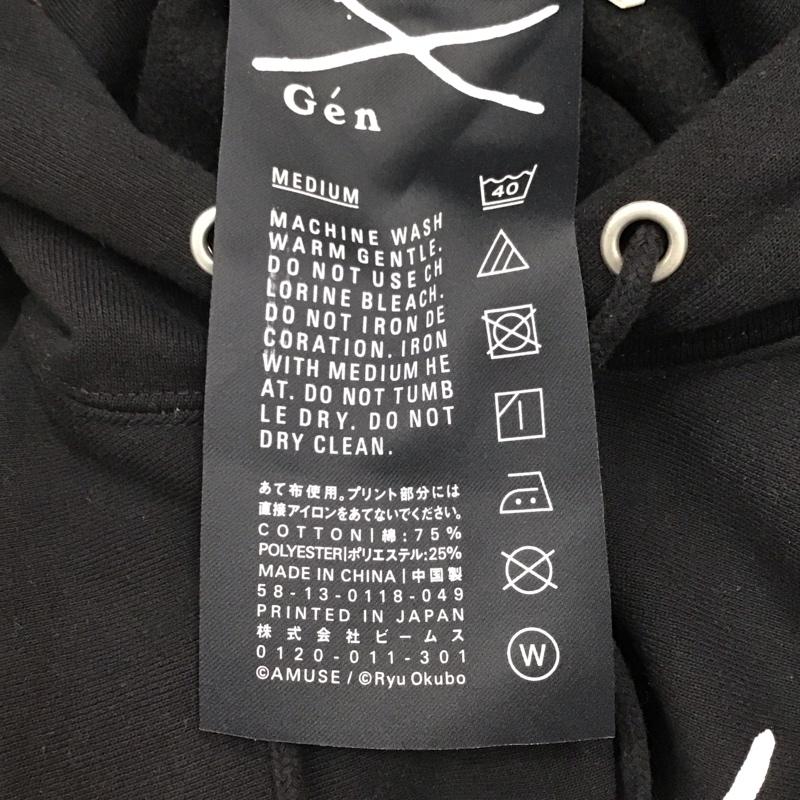 Gén
MEDIUM
40
MACHINE WASH
WARM GENTLE.
DO NOT USE CH
LORINE BLEACH.
DO NOT IRON DE
CORATION. IRON
WITH MEDIUM HE
AT. DO NOT TUMB
LE DRY. DO NOT
DRY CLEAN.
あて布使用。プリント部分には
直接アイロンをあてないでください。
COTTON|綿:75%
POLYESTER|ポリエステル:25%
MADE IN CHINA|中国製
58-13-0118-049
PRINTED IN JAPAN
株式会社ビームス
0120-011-301
©AMUSE / ©Ryu Okubo
W